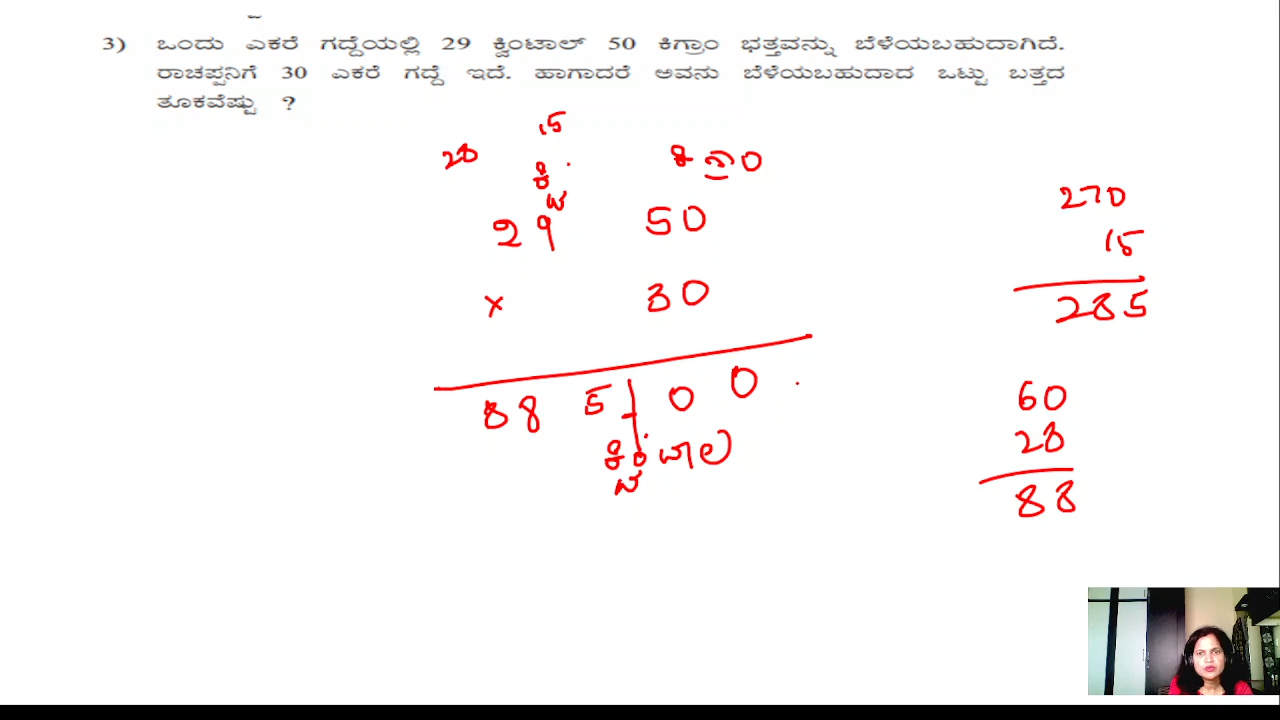 3) ಒಂದು ಎಕರೆ ಗದ್ದೆಯಲ್ಲಿ 29 ಕ್ವಿಂಟಾಲ್ 50 ಕಿಗ್ರಾಂ ಭತ್ತವನ್ನು ಬೆಳೆಯಬಹುದಾಗಿದೆ.
ರಾಚಪ್ಪನಿಗೆ 30 ಎಕರೆ ಗದ್ದೆ ಇದೆ. ಹಾಗಾದರೆ ಅವನು ಬೆಳೆಯಬಹುದಾದ ಒಟ್ಟು ಬತ್ತದ
ತೂಕವೆಷ್ಟು ?
15
28
29 50
× 30
88 5 0 0
270
15
285
60
28
88